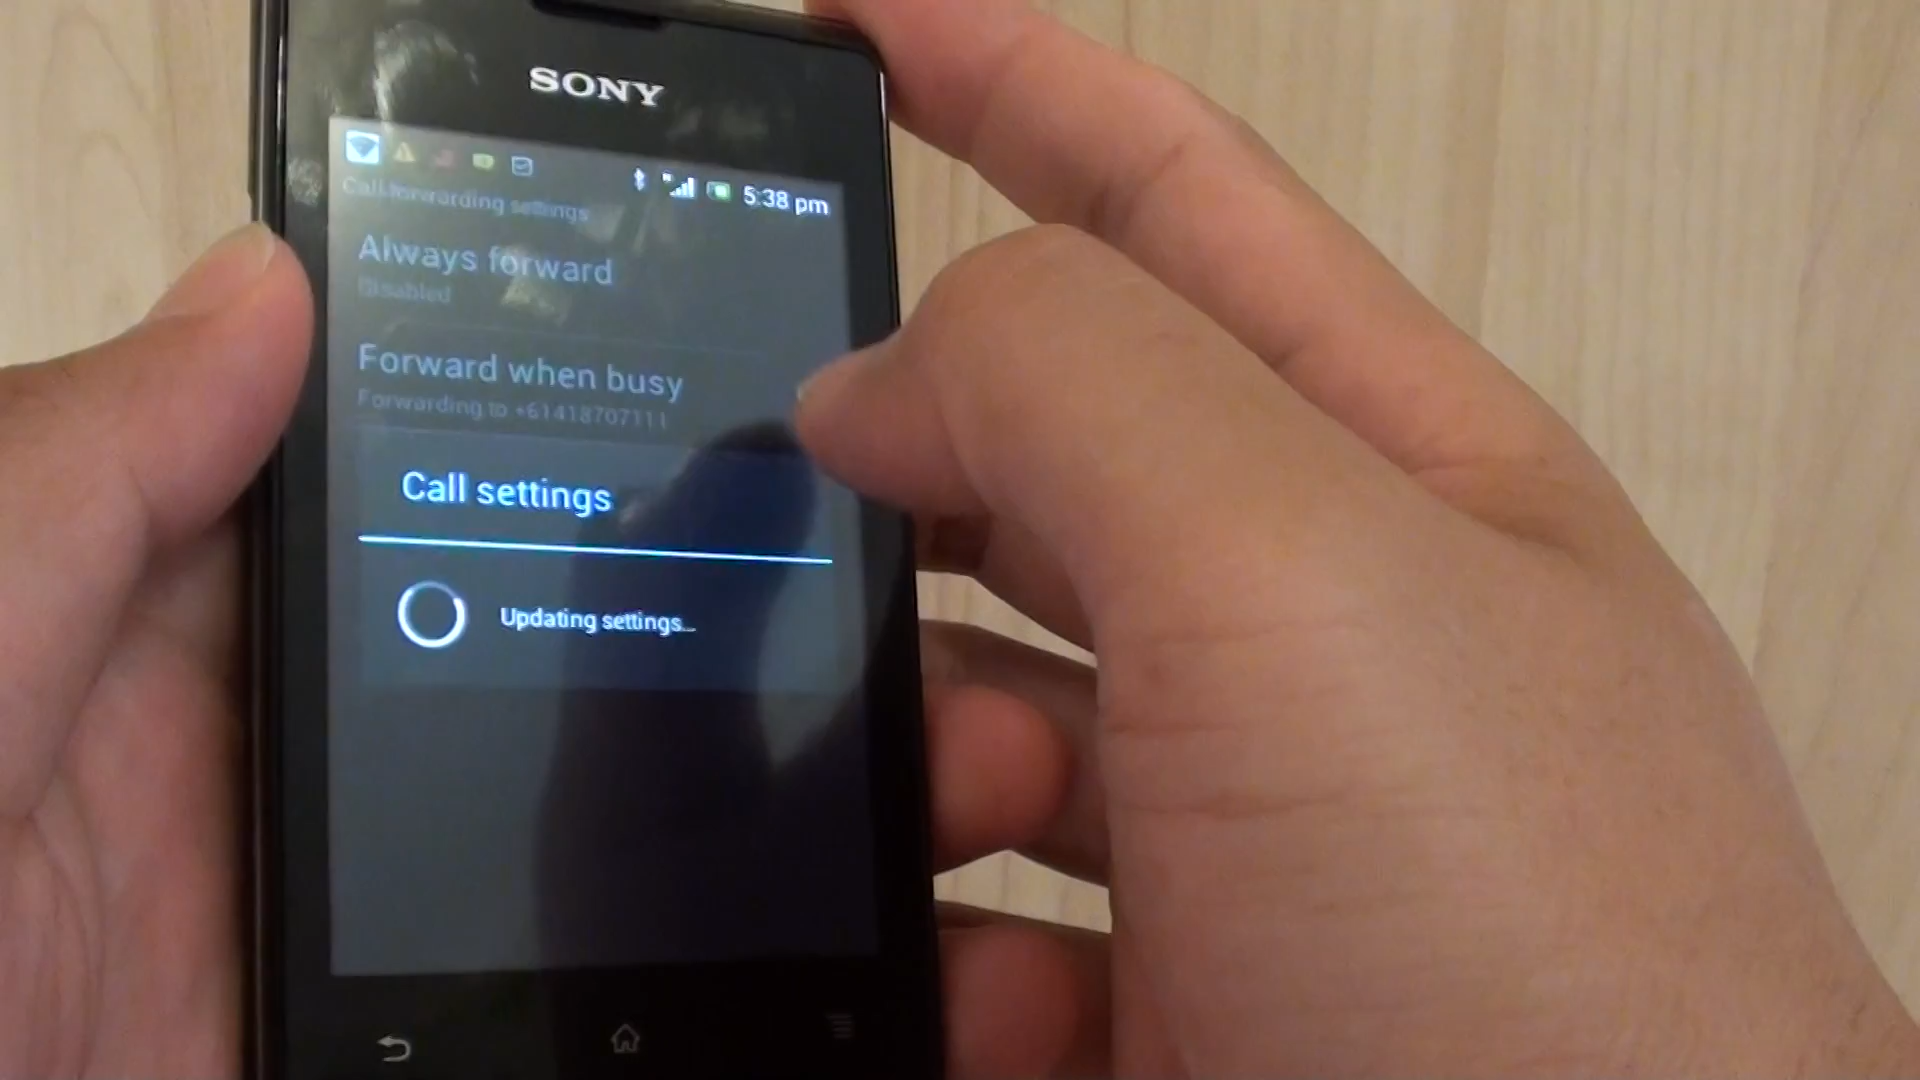 SONY
5:38 pm
Call forwarding settings
Always forward
Disabled
Forward when busy
Forwarding to +61418707111
Call settings
Updating settings...